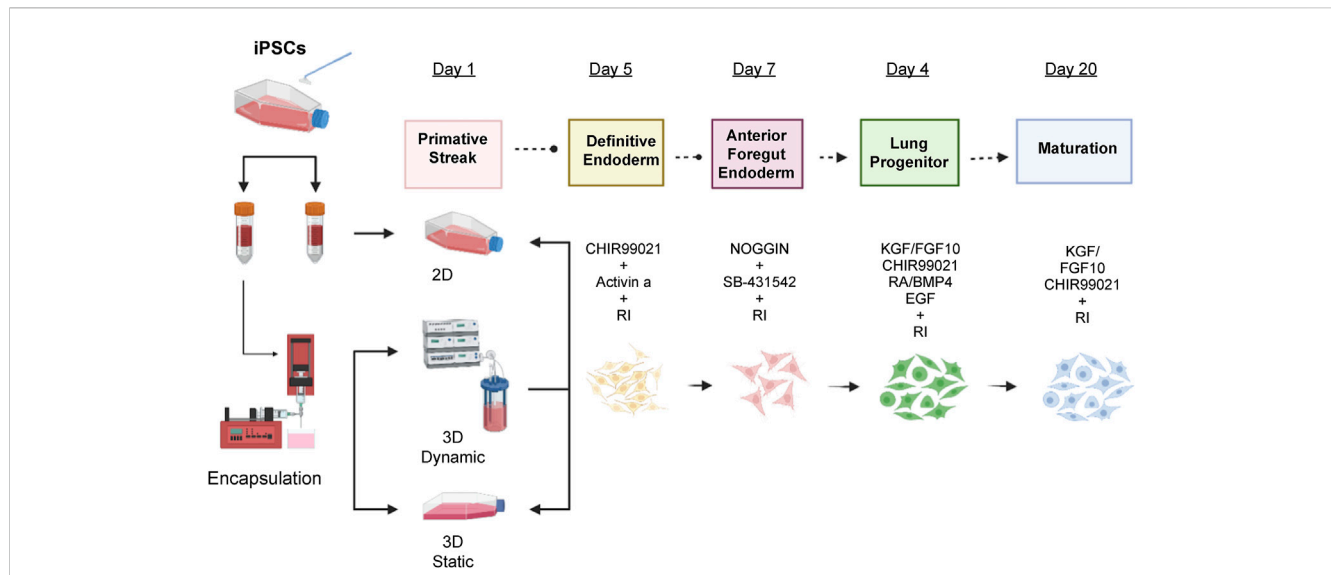 iPSCs
Day 1
Day 5
Day 7
Day 4
Day 20
Primative
Streak
Definitive
Endoderm
Anterior
Foregut
Endoderm
Lung
Progenitor
Maturation
2D
3D
Dynamic
3D
Static
Encapsulation
CHIR99021
+
Activin a
+
RI
NOGGIN
+
SB-431542
+
RI
KGF/FGF10
CHIR99021
RA/BMP4
EGF
+
RI
KGF/
FGF10
CHIR99021
+
RI